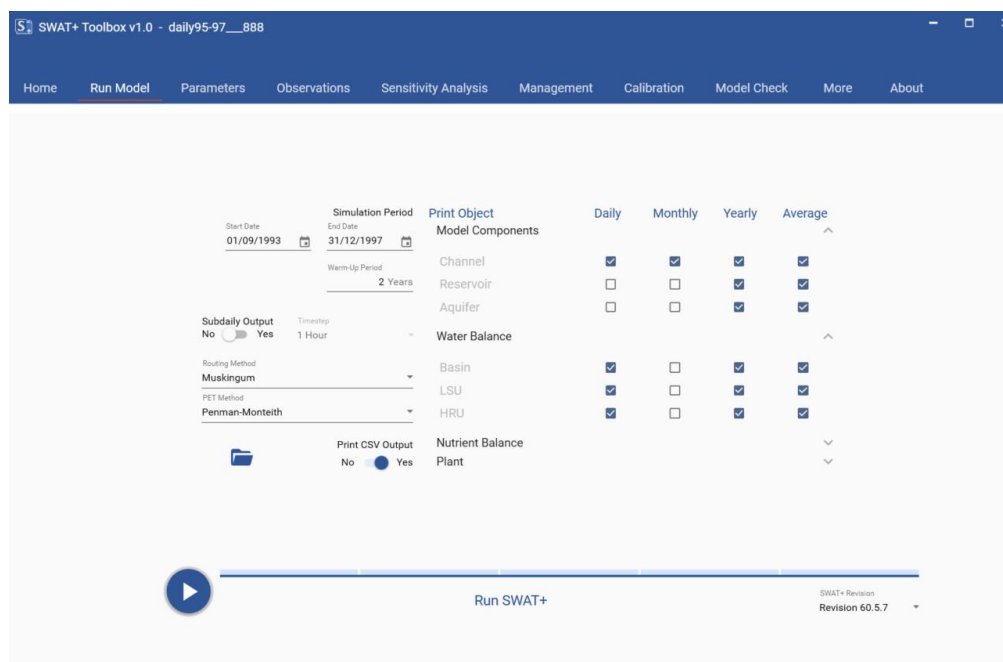 SWAT+ Toolbox v1.0 - daily95-97__888
Home Run Model Parameters Observations Sensitivity Analysis Management Calibration Model Check More About
Simulation Period
Start Date End Date
01/09/1993 31/12/1997
Warm-Up Period
2 Years
Subdaily Output Timestep
No Yes 1 Hour
Routing Method
Muskingum
PET Method
Penman-Monteith
Print CSV Output
No Yes
Print Object Daily Monthly Yearly Average
Model Components
Channel
Reservoir
Aquifer
Water Balance
Basin
LSU
HRU
Nutrient Balance
Plant
Run SWAT+
SWAT+ Revision
Revision 60.5.7